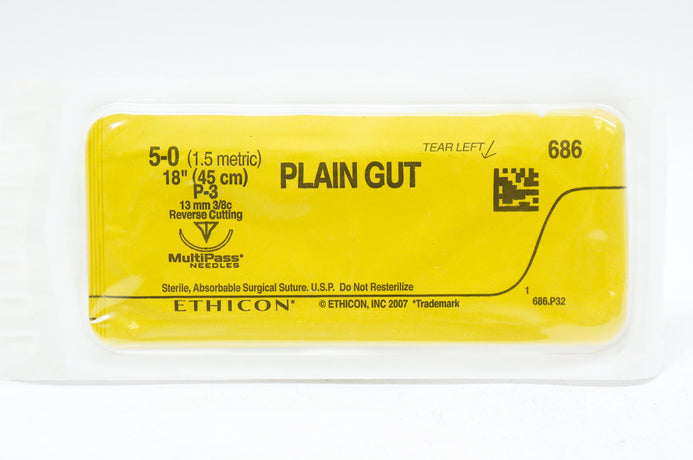 5-0 (1.5 metric)
18" (45 cm)
P-3
13 mm 3/8c
Reverse Cutting
MultiPass*
NEEDLES
PLAIN GUT
TEAR LEFT
686
Sterile, Absorbable Surgical Suture. U.S.P. Do Not Resterilize
ETHICON* © ETHICON, INC 2007 *Trademark
1
686.P32